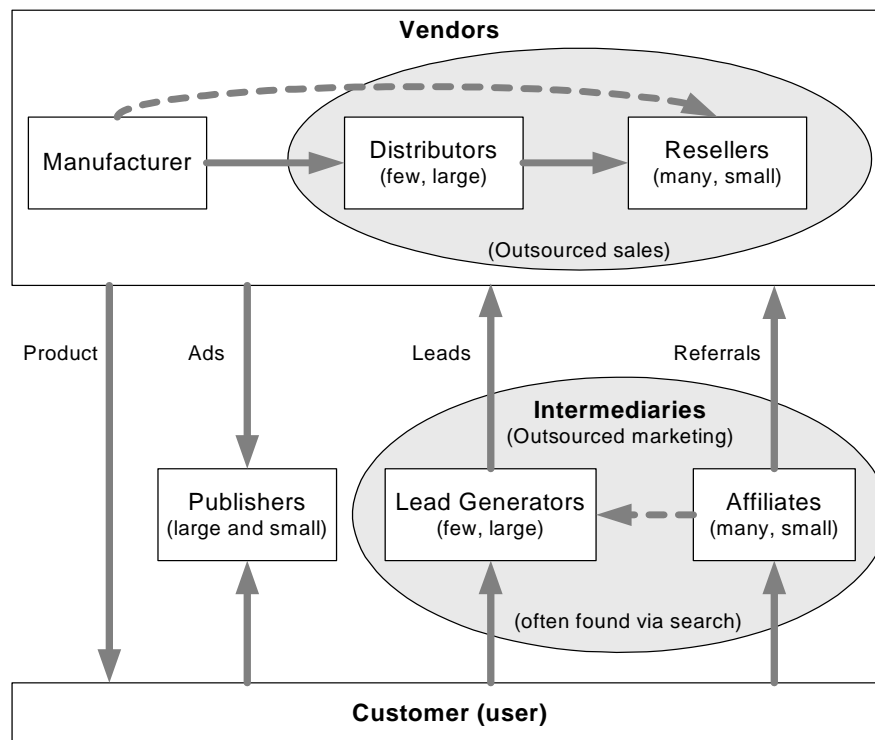 Vendors
Manufacturer
Distributors
(few, large)
Resellers
(many, small)
(Outsourced sales)
Product
Ads
Leads
Referrals
Intermediaries
(Outsourced marketing)
Publishers
(large and small)
Lead Generators
(few, large)
Affiliates
(many, small)
(often found via search)
Customer (user)